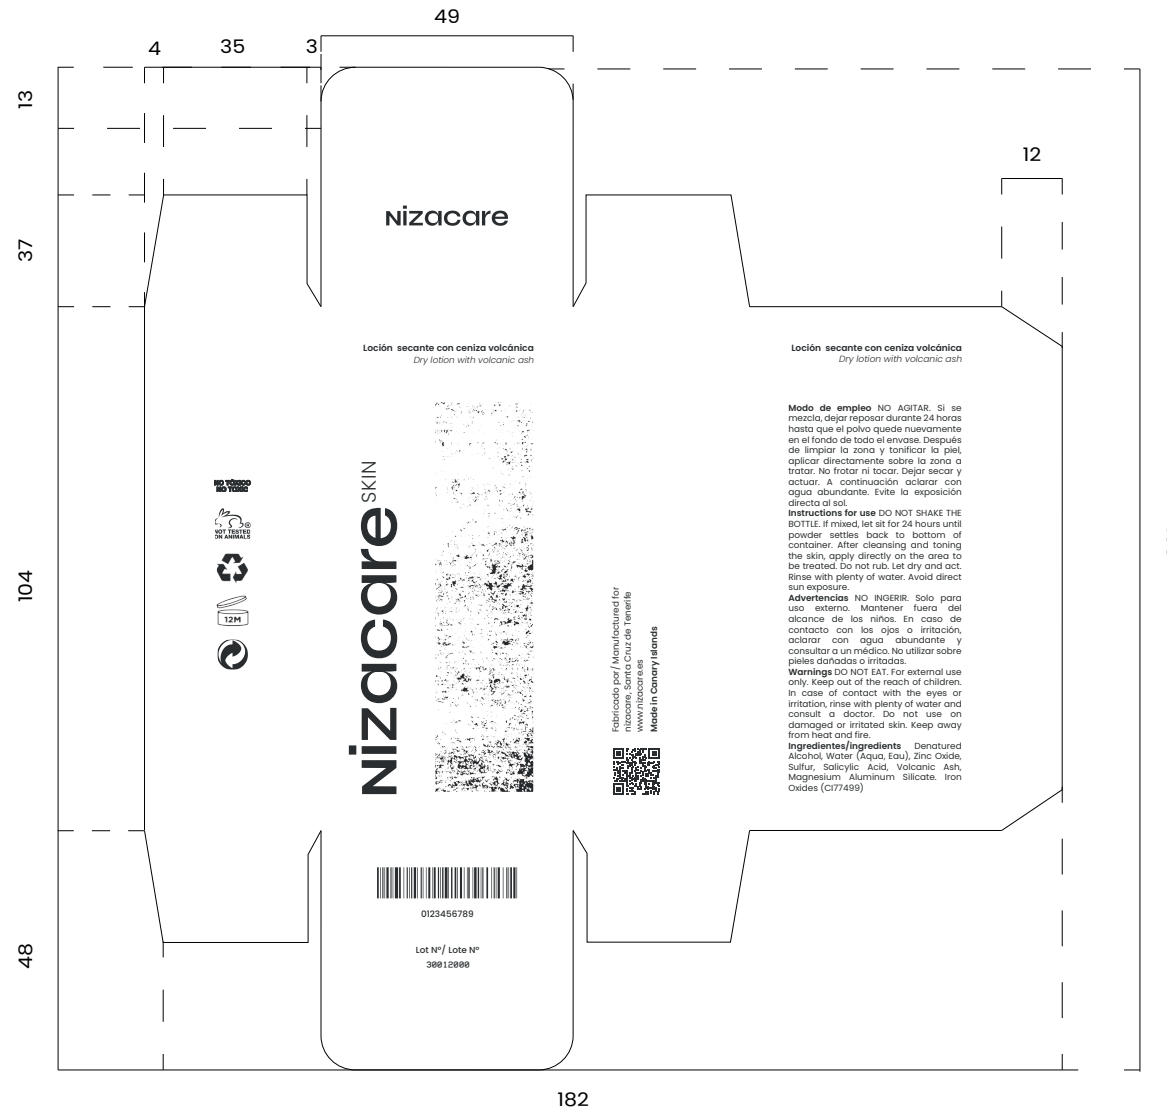 49
4
35
3
13
12
37
104
48
182
nizacare
Loción secante con ceniza volcánica
Dry lotion with volcanic ash
NO TÓXICO
NO TOXIC
NOT TESTED
ON ANIMALS
12M
nizacare SKIN
Fabricado por/ Manufactured for
nizacare, Santa Cruz de Tenerife
www.nizacare.es
Made in Canary Islands
Loción secante con ceniza volcánica
Dry lotion with volcanic ash
Modo de empleo NO AGITAR. Si se
mezcla, dejar reposar durante 24 horas
hasta que el polvo quede nuevamente
en el fondo de todo el envase. Después
de limpiar la zona y tonificar la piel,
aplicar directamente sobre la zona a
tratar. No frotar ni tocar. Dejar secar y
actuar. A continuación aclarar con
agua abundante. Evite la exposición
directa al sol.
Instructions for use DO NOT SHAKE THE
BOTTLE. If mixed, let sit for 24 hours until
powder settles back to bottom of
container. After cleansing and toning
the skin, apply directly on the area to
be treated. Do not rub. Let dry and act.
Rinse with plenty of water. Avoid direct
sun exposure.
Advertencias NO INGERIR. Solo para
uso externo. Mantener fuera del
alcance de los niños. En caso de
contacto con los ojos o irritación,
aclarar con agua abundante y
consultar a un médico. No utilizar sobre
pieles dañadas o irritadas.
Warnings DO NOT EAT. For external use
only. Keep out of the reach of children.
In case of contact with the eyes or
irritation, rinse with plenty of water and
consult a doctor. Do not use on
damaged or irritated skin. Keep away
from heat and fire.
Ingredientes/ingredients Denatured
Alcohol, Water (Aqua, Eau), Zinc Oxide,
Sulfur, Salicylic Acid, Volcanic Ash,
Magnesium Aluminum Silicate. Iron
Oxides (CI77499)
0123456789
Lot Nº/ Lote Nº
30012000